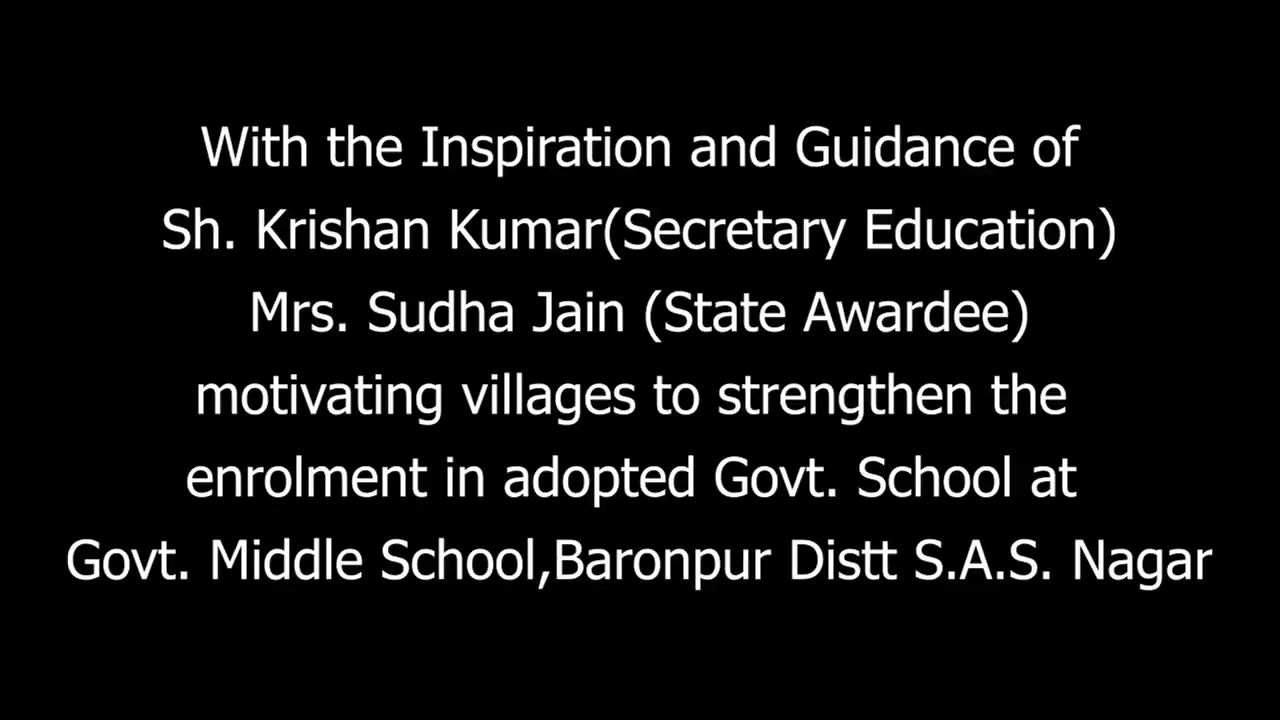 With the Inspiration and Guidance of
Sh. Krishan Kumar(Secretary Education)
Mrs. Sudha Jain (State Awardee)
motivating villages to strengthen the
enrolment in adopted Govt. School at
Govt. Middle School,Baronpur Distt S.A.S. Nagar